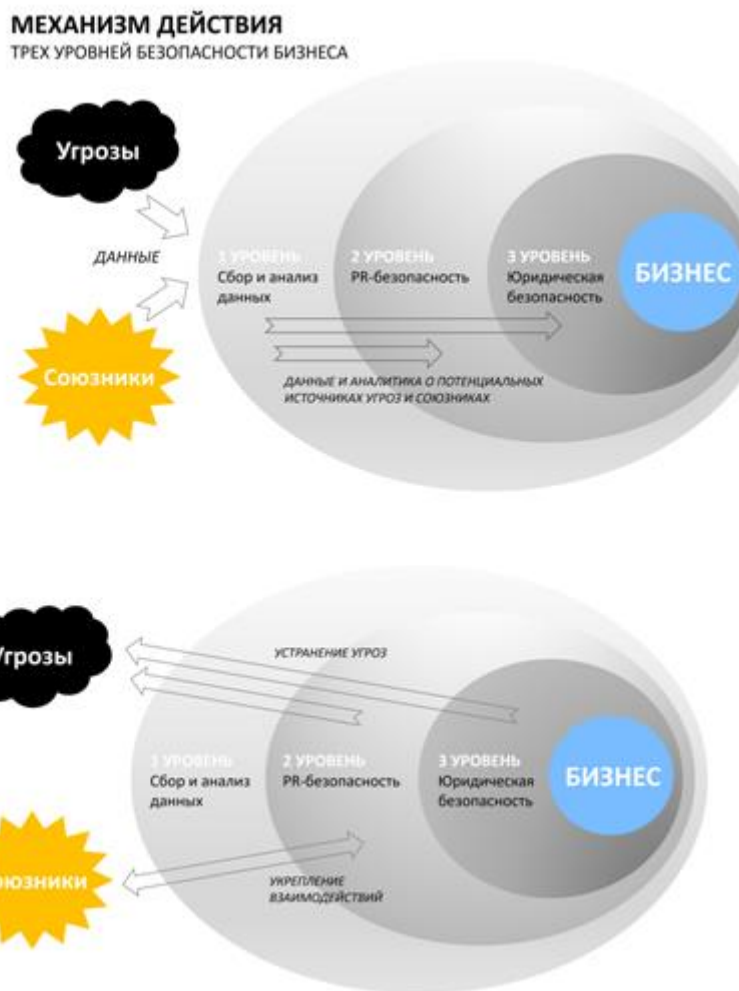 МЕХАНИЗМ ДЕЙСТВИЯ
ТРЕХ УРОВНЕЙ БЕЗОПАСНОСТИ БИЗНЕСА
Угрозы
ДАННЫЕ
Союзники
1 УРОВЕНЬ
Сбор и анализ
данных
2 УРОВЕНЬ
PR-безопасность
3 УРОВЕНЬ
Юридическая
безопасность
БИЗНЕС
ДАННЫЕ И АНАЛИТИКА О ПОТЕНЦИАЛЬНЫХ
ИСТОЧНИКАХ УГРОЗ И СОЮЗНИКАХ
Угрозы
УСТРАНЕНИЕ УГРОЗ
1 УРОВЕНЬ
Сбор и анализ
данных
2 УРОВЕНЬ
PR-безопасность
3 УРОВЕНЬ
Юридическая
безопасность
БИЗНЕС
оюзники
УКРЕПЛЕНИЕ
ВЗАИМОДЕЙСТВИЙ